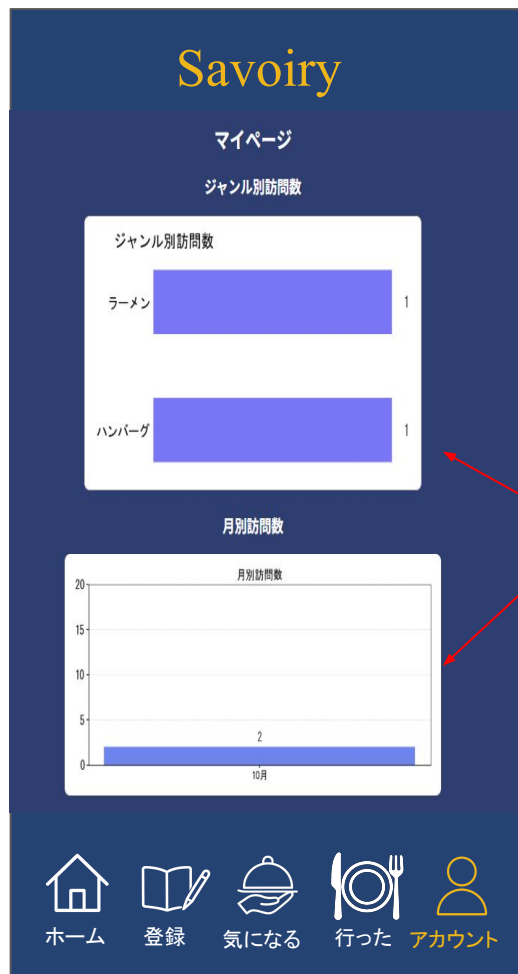 Savoiry
マイページ
ジャンル別訪問数
ジャンル別訪問数
ラーメン 1
ハンバーグ 1
月別訪問数
月別訪問数
20
15
10
5
0
2
10月
ホーム 登録 気になる 行った アカウント